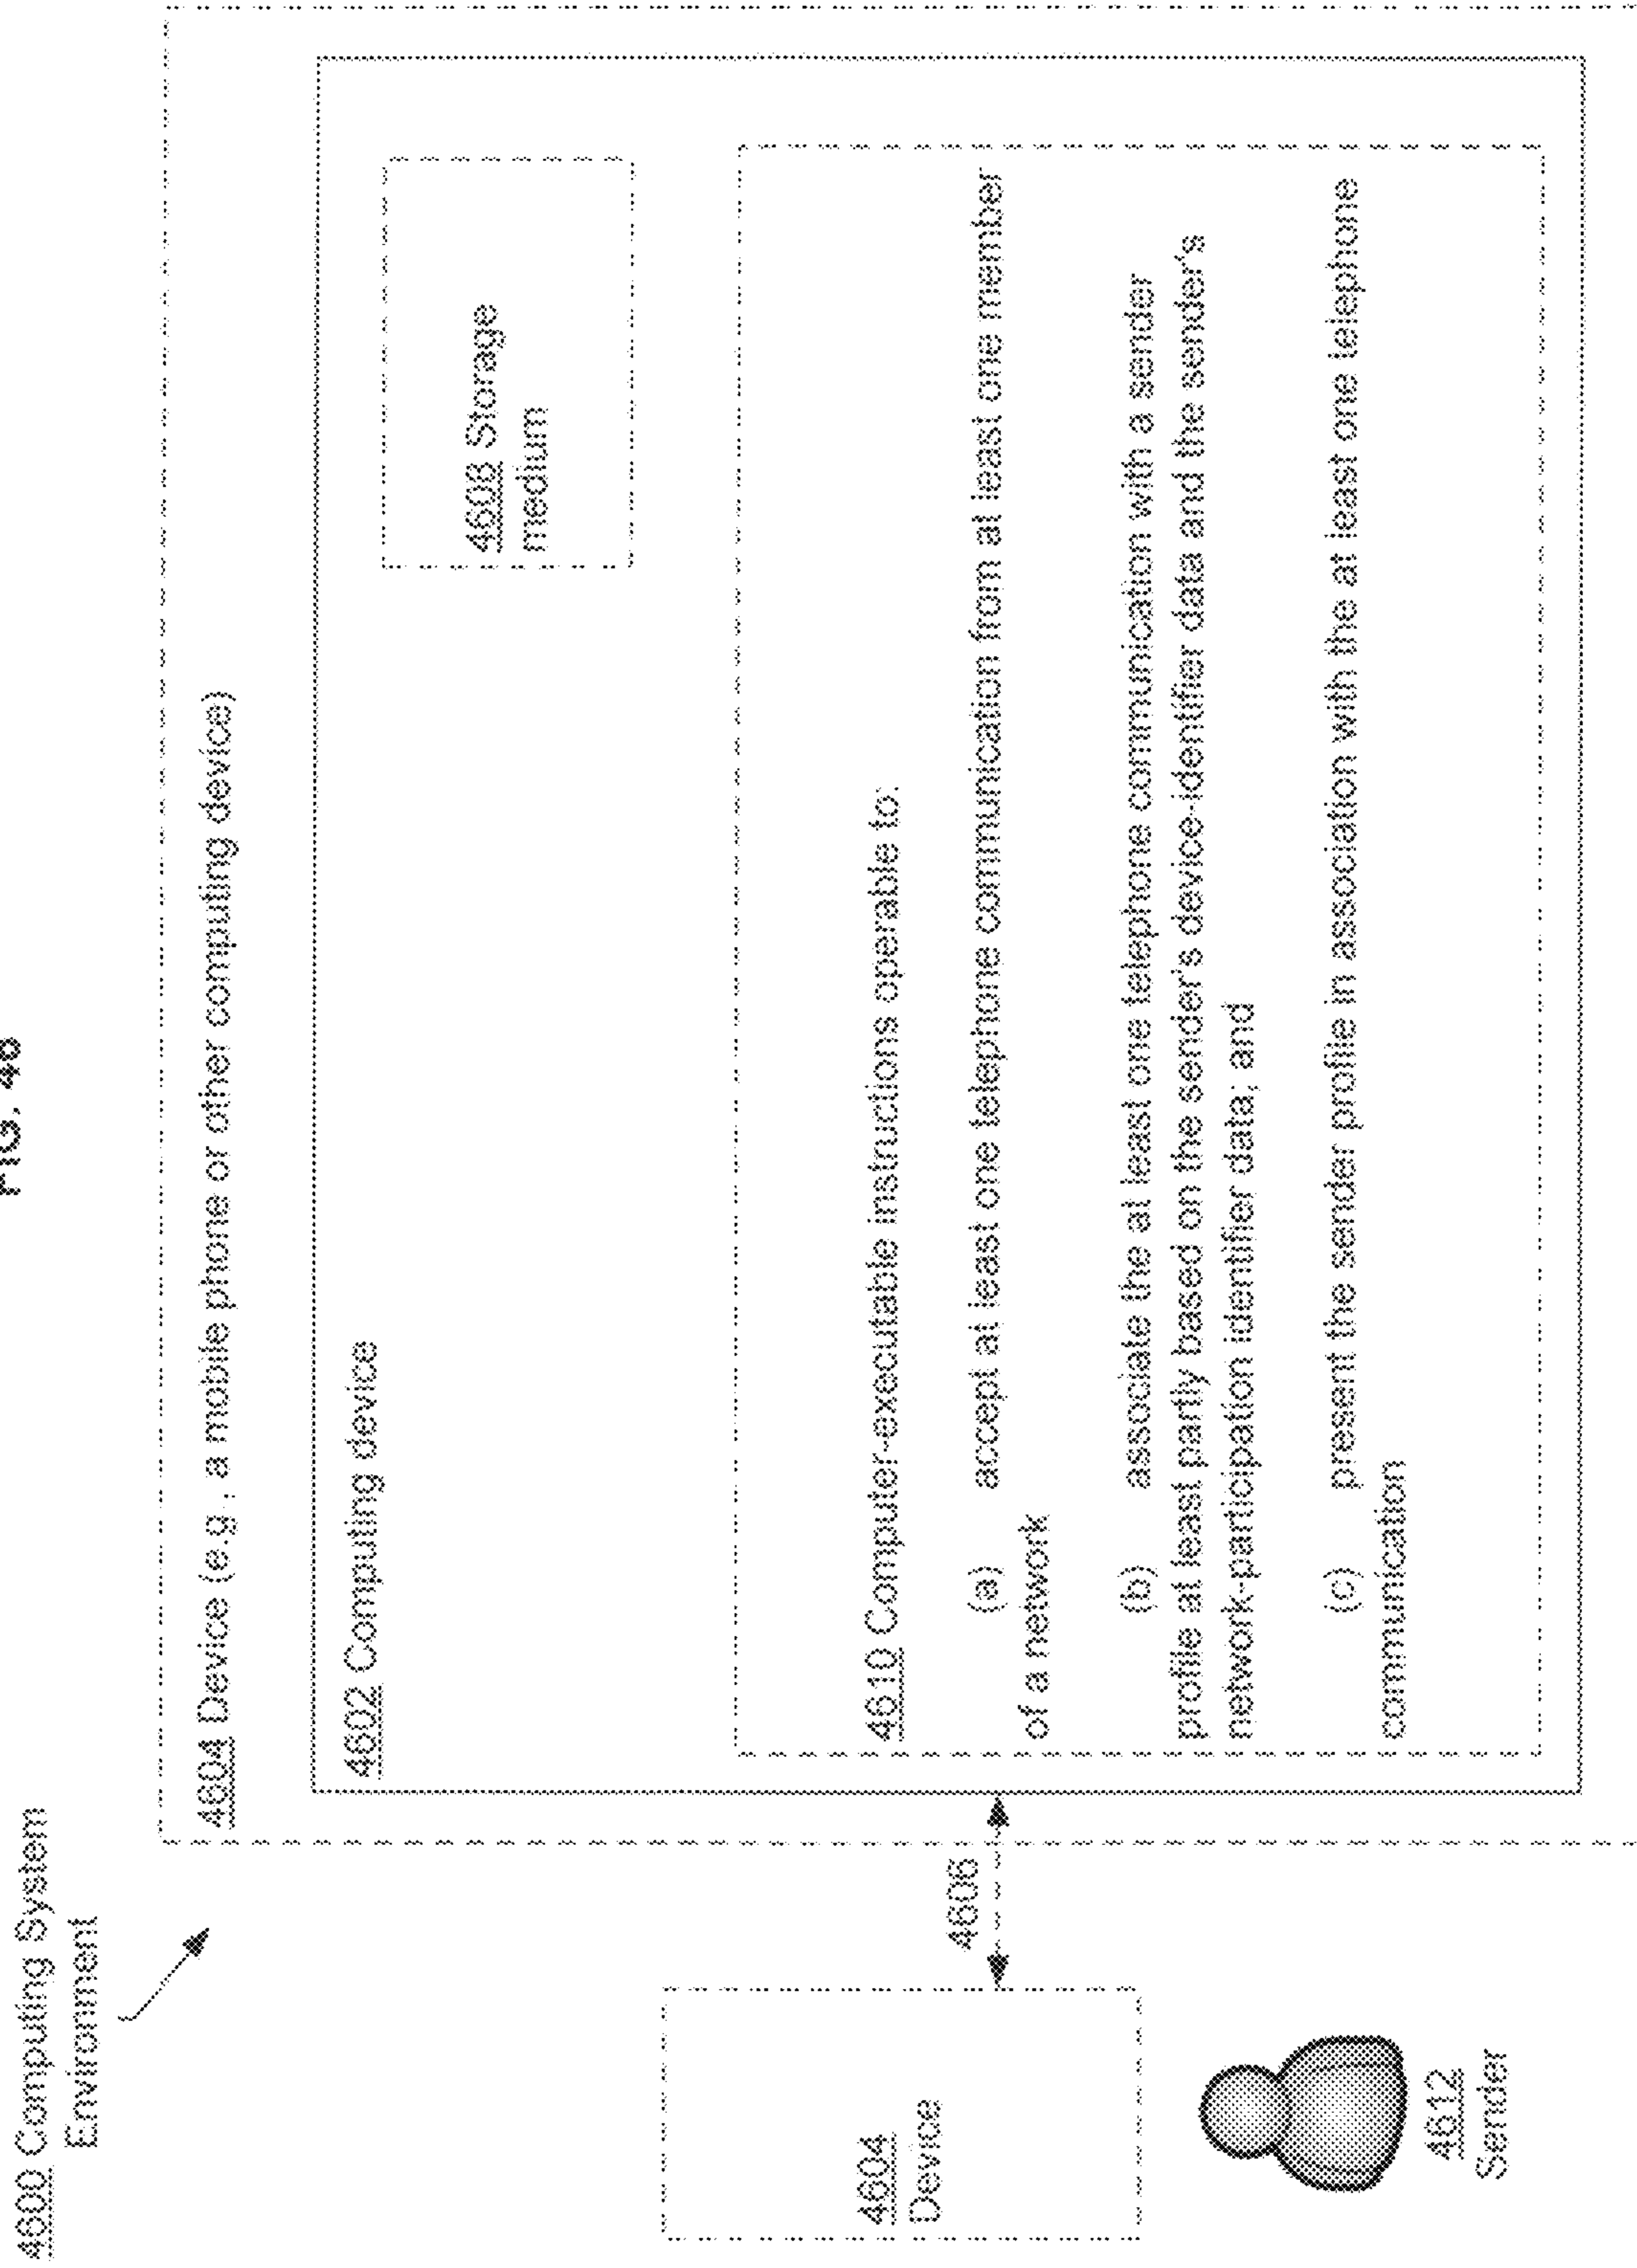 FIG. 46
4600 Computing System
Environment
4604 Device (e.g., a mobile phone or other computing device)
4602 Computing device
4608 Storage
medium
4610 Computer-executable instructions operable to:
(a) accept at least one telephone communication from at least one member
of a network
(b) associate the at least one telephone communication with a sender
profile at least partly based on the sender's device-identifier data and the sender's
network-participation identifier data; and
(c) present the sender profile in association with the at least one telephone
communication
4606
4604
Device
4612
Sender